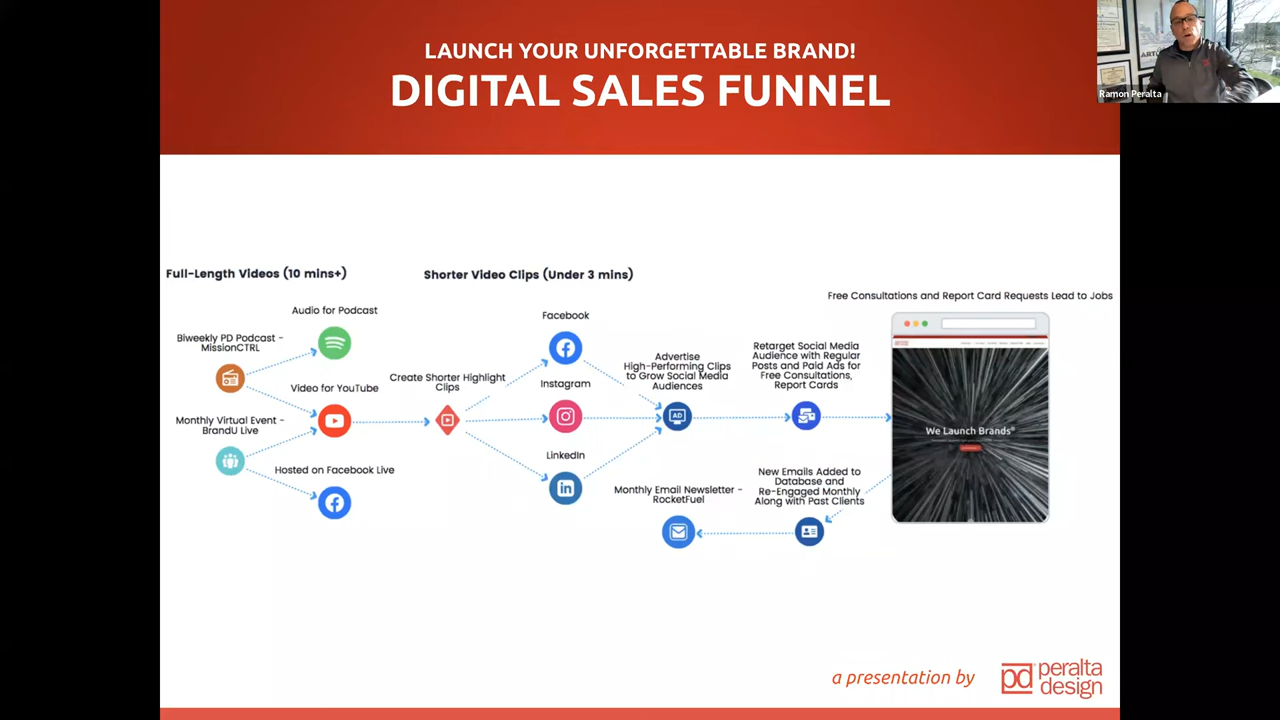 LAUNCH YOUR UNFORGETTABLE BRAND!
DIGITAL SALES FUNNEL
Ramon Peralta
Full-Length Videos (10 mins+)
Shorter Video Clips (Under 3 mins)
Free Consultations and Report Card Requests Lead to Jobs
Audio for Podcast
Biweekly PD Podcast -
MissionCTRL
Video for YouTube
Monthly Virtual Event -
BrandU Live
Hosted on Facebook Live
Create Shorter Highlight
Clips
Facebook
Instagram
LinkedIn
Advertise
High-Performing Clips
to Grow Social Media
Audiences
AD
Retarget Social Media
Audience with Regular
Posts and Paid Ads for
Free Consultations,
Report Cards
We Launch Brands®
New Emails Added to
Database and
Re-Engaged Monthly
Along with Past Clients
Monthly Email Newsletter -
RocketFuel
a presentation by
pd peralta
design